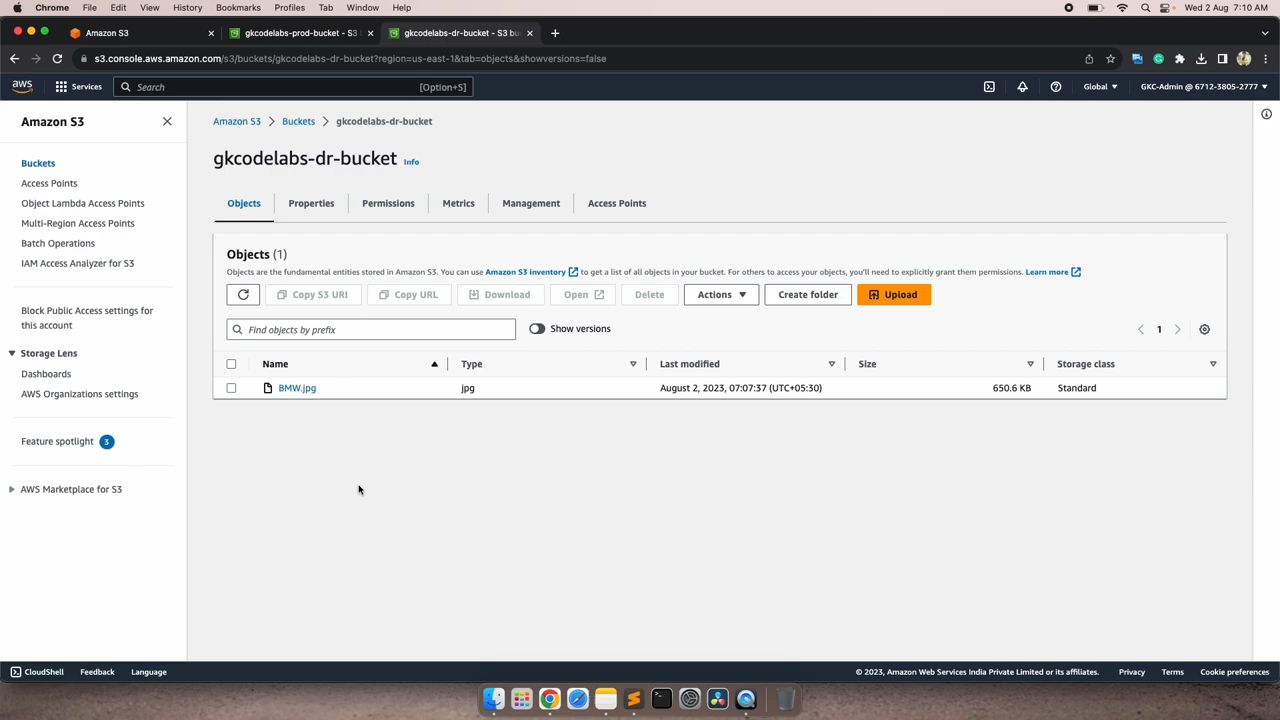 Chrome File Edit View History Bookmarks Profiles Tab Window Help Wed 2 Aug 7:10 AM
Amazon S3 gkcodelabs-prod-bucket - S3 gkcodelabs-dr-bucket - S3 bu
s3.console.aws.amazon.com/s3/buckets/gkcodelabs-dr-bucket?region=us-east-1&tab=objects&showversions=false
aws Services Search [Option+S] Global GKC-Admin @ 6712-3805-2777
Amazon S3
Buckets
Access Points
Object Lambda Access Points
Multi-Region Access Points
Batch Operations
IAM Access Analyzer for S3
Block Public Access settings for
this account
Storage Lens
Dashboards
AWS Organizations settings
Feature spotlight 3
AWS Marketplace for S3
Amazon S3 > Buckets > gkcodelabs-dr-bucket
gkcodelabs-dr-bucket Info
Objects Properties Permissions Metrics Management Access Points
Objects (1)
Objects are the fundamental entities stored in Amazon S3. You can use Amazon S3 inventory to get a list of all objects in your bucket. For others to access your objects, you'll need to explicitly grant them permissions. Learn more
Copy S3 URI Copy URL Download Open Delete Actions Create folder Upload
Find objects by prefix Show versions 1
Name Type Last modified Size Storage class
BMW.jpg jpg August 2, 2023, 07:07:37 (UTC+05:30) 650.6 KB Standard
CloudShell Feedback Language © 2023, Amazon Web Services India Private Limited or its affiliates. Privacy Terms Cookie preferences